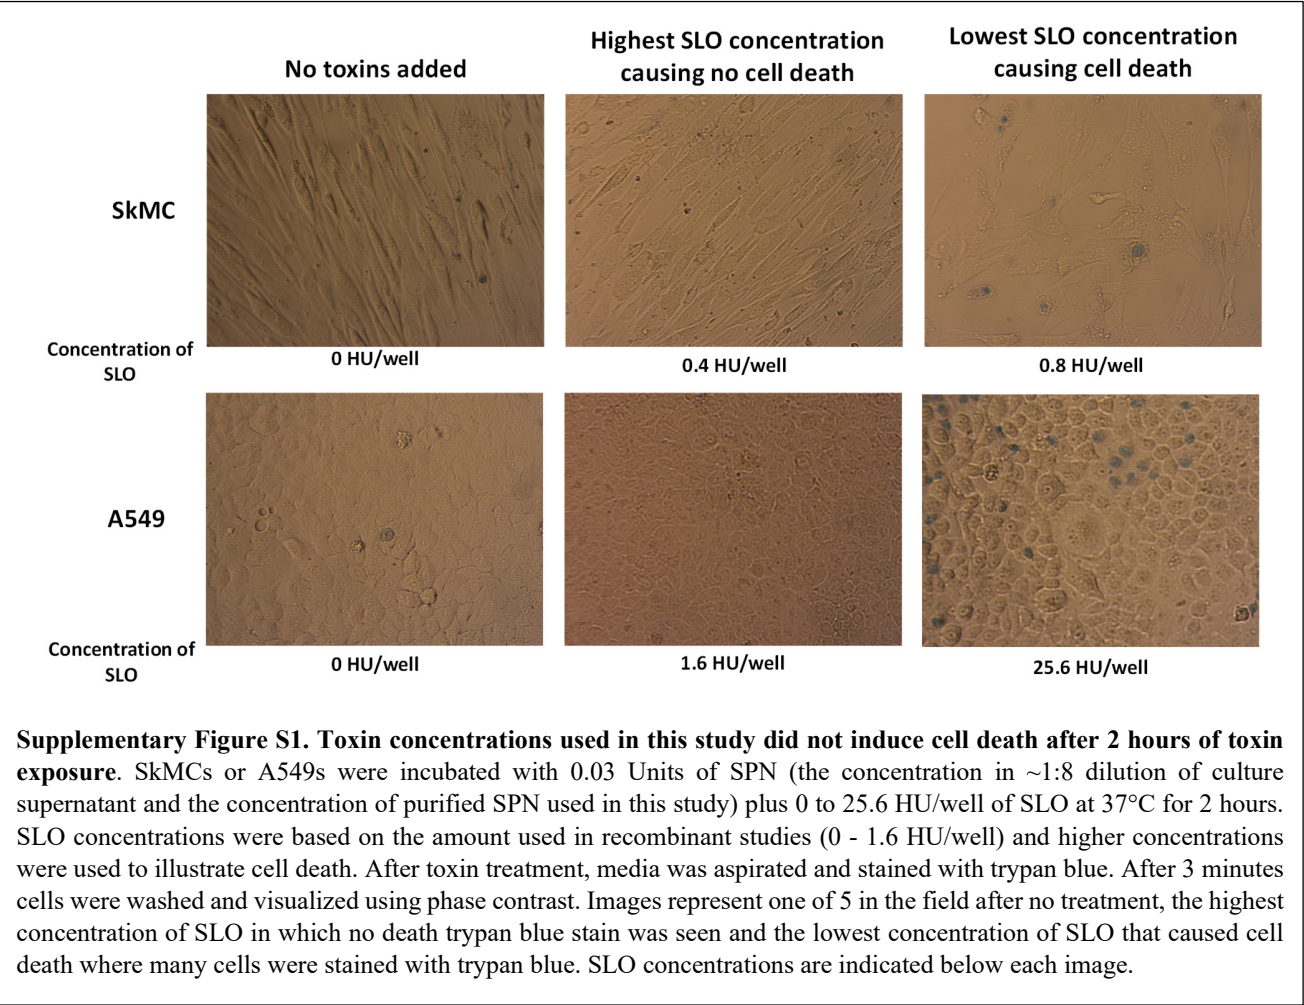 No toxins added
Highest SLO concentration
causing no cell death
Lowest SLO concentration
causing cell death
SkMC
Concentration of
SLO
0 HU/well
0.4 HU/well
0.8 HU/well
A549
Concentration of
SLO
0 HU/well
1.6 HU/well
25.6 HU/well
Supplementary Figure S1. Toxin concentrations used in this study did not induce cell death after 2 hours of toxin
exposure. SkMCs or A549s were incubated with 0.03 Units of SPN (the concentration in ~1:8 dilution of culture
supernatant and the concentration of purified SPN used in this study) plus 0 to 25.6 HU/well of SLO at 37°C for 2 hours.
SLO concentrations were based on the amount used in recombinant studies (0 - 1.6 HU/well) and higher concentrations
were used to illustrate cell death. After toxin treatment, media was aspirated and stained with trypan blue. After 3 minutes
cells were washed and visualized using phase contrast. Images represent one of 5 in the field after no treatment, the highest
concentration of SLO in which no death trypan blue stain was seen and the lowest concentration of SLO that caused cell
death where many cells were stained with trypan blue. SLO concentrations are indicated below each image.